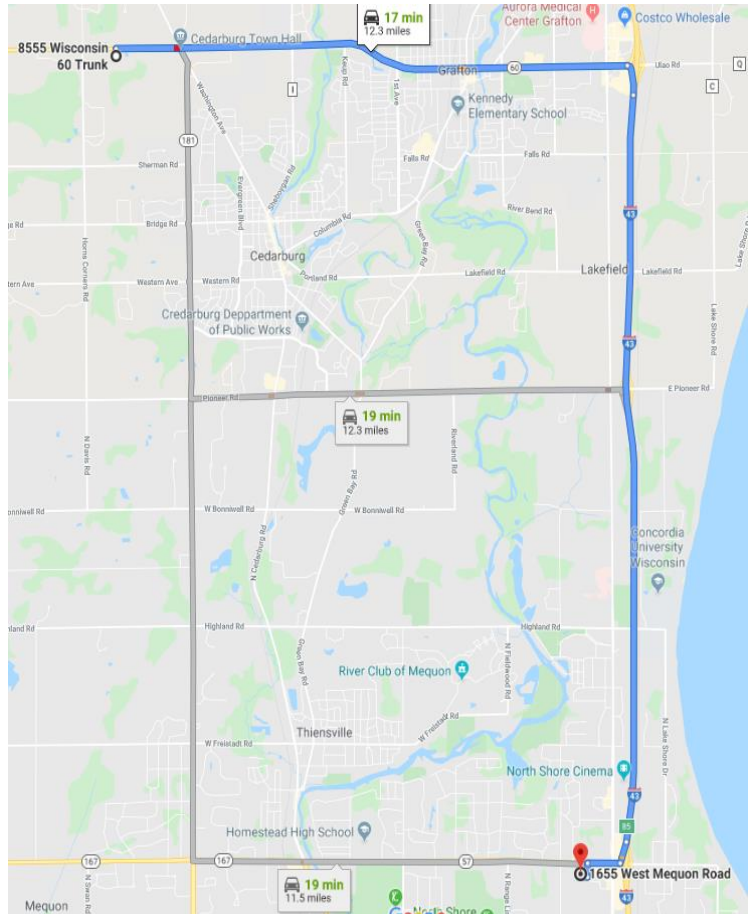 17 min
12.3 miles
Aurora Medical
Center Grafton
H
Costco Wholesale
8555 Wisconsin
60 Trunk
Cedarburg Town Hall
Keup Rd
Grafton
60
Ulao Rd
Q
C
I
1st Ave
Washington Ave
Kennedy
Elementary School
181
Sherman Rd
Falls Rd
Falls Rd
Evergreen Blvd
Sheboygan Rd
River Bend Rd
43
Bridge Rd
Columbia Rd
Green Bay Rd
Horns Corners Rd
Cedarburg
Portland Rd
Lakefield Rd
Lakefield
Lakefield Rd
Western Ave
Western Rd
Lake Shore Rd
Credarburg Deppartment
of Public Works
43
Pioneer Rd
E Pioneer Rd
19 min
12.3 miles
N Davis Rd
Riverland Rd
Green Bay Rd
W Bonniwell Rd
W Bonniwell Rd
Concordia
University
Wisconsin
N Cedarburg Rd
Highland Rd
Highland Rd
Green Bay Rd
River Club of Mequon
N Fieldwood Rd
W Freistadt Rd
Thiensville
W Freistadt Rd
N Lake Shore Dr
North Shore Cinema
43
85
Homestead High School
167
167
57
1655 West Mequon Road
19 min
11.5 miles
N Swan Rd
43
Mequon
North Shore